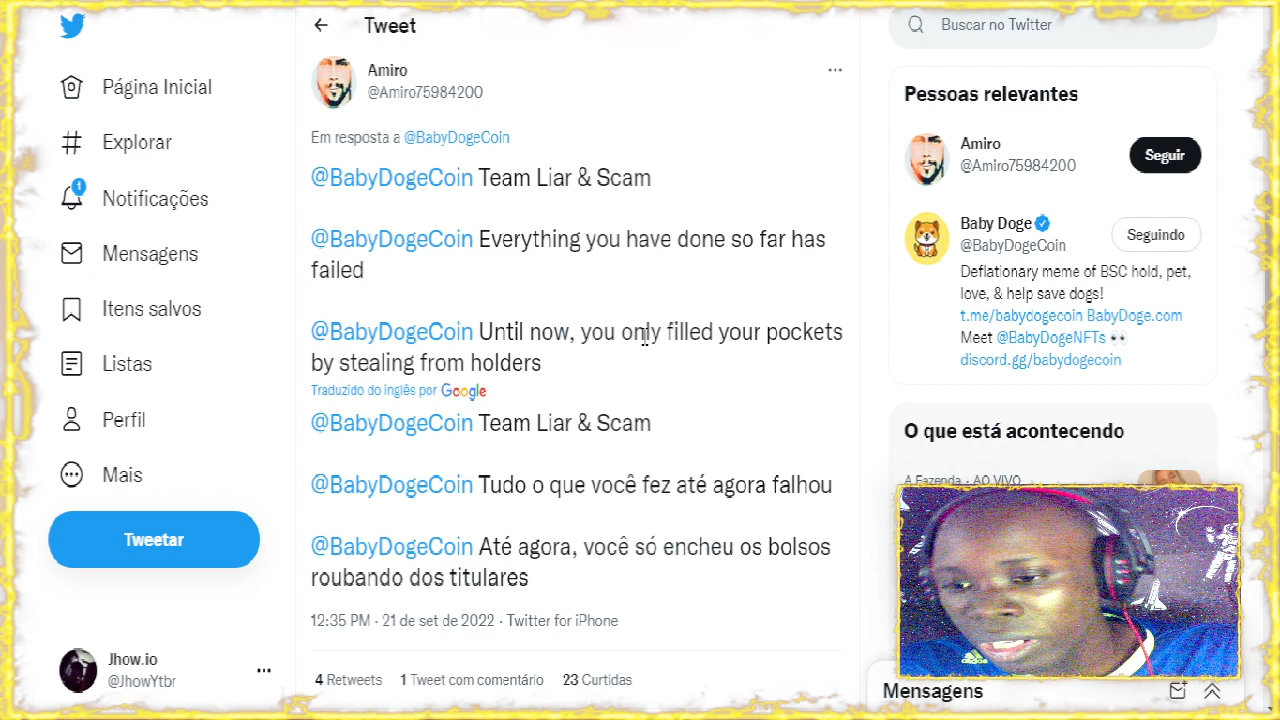 Página Inicial
Explorar
1
Notificações
Mensagens
Itens salvos
Listas
Perfil
Mais
Tweetar
Jhow.io
@JhowYtbr
Tweet
Amiro
@Amiro75984200
Em resposta a @BabyDogeCoin
@BabyDogeCoin Team Liar & Scam
@BabyDogeCoin Everything you have done so far has
failed
@BabyDogeCoin Until now, you only filled your pockets
by stealing from holders
Traduzido do inglês por Google
@BabyDogeCoin Team Liar & Scam
@BabyDogeCoin Tudo o que você fez até agora falhou
@BabyDogeCoin Até agora, você só encheu os bolsos
roubando dos titulares
12:35 PM · 21 de set de 2022 · Twitter for iPhone
4 Retweets 1 Tweet com comentário 23 Curtidas
Buscar no Twitter
Pessoas relevantes
Amiro
@Amiro75984200
Seguir
Baby Doge
@BabyDogeCoin
Seguindo
Deflationary meme of BSC hold, pet,
love, & help save dogs!
t.me/babydogecoin BabyDoge.com
Meet @BabyDogeNFTs 👀
discord.gg/babydogecoin
O que está acontecendo
A Fazenda · AO VIVO
Mensagens